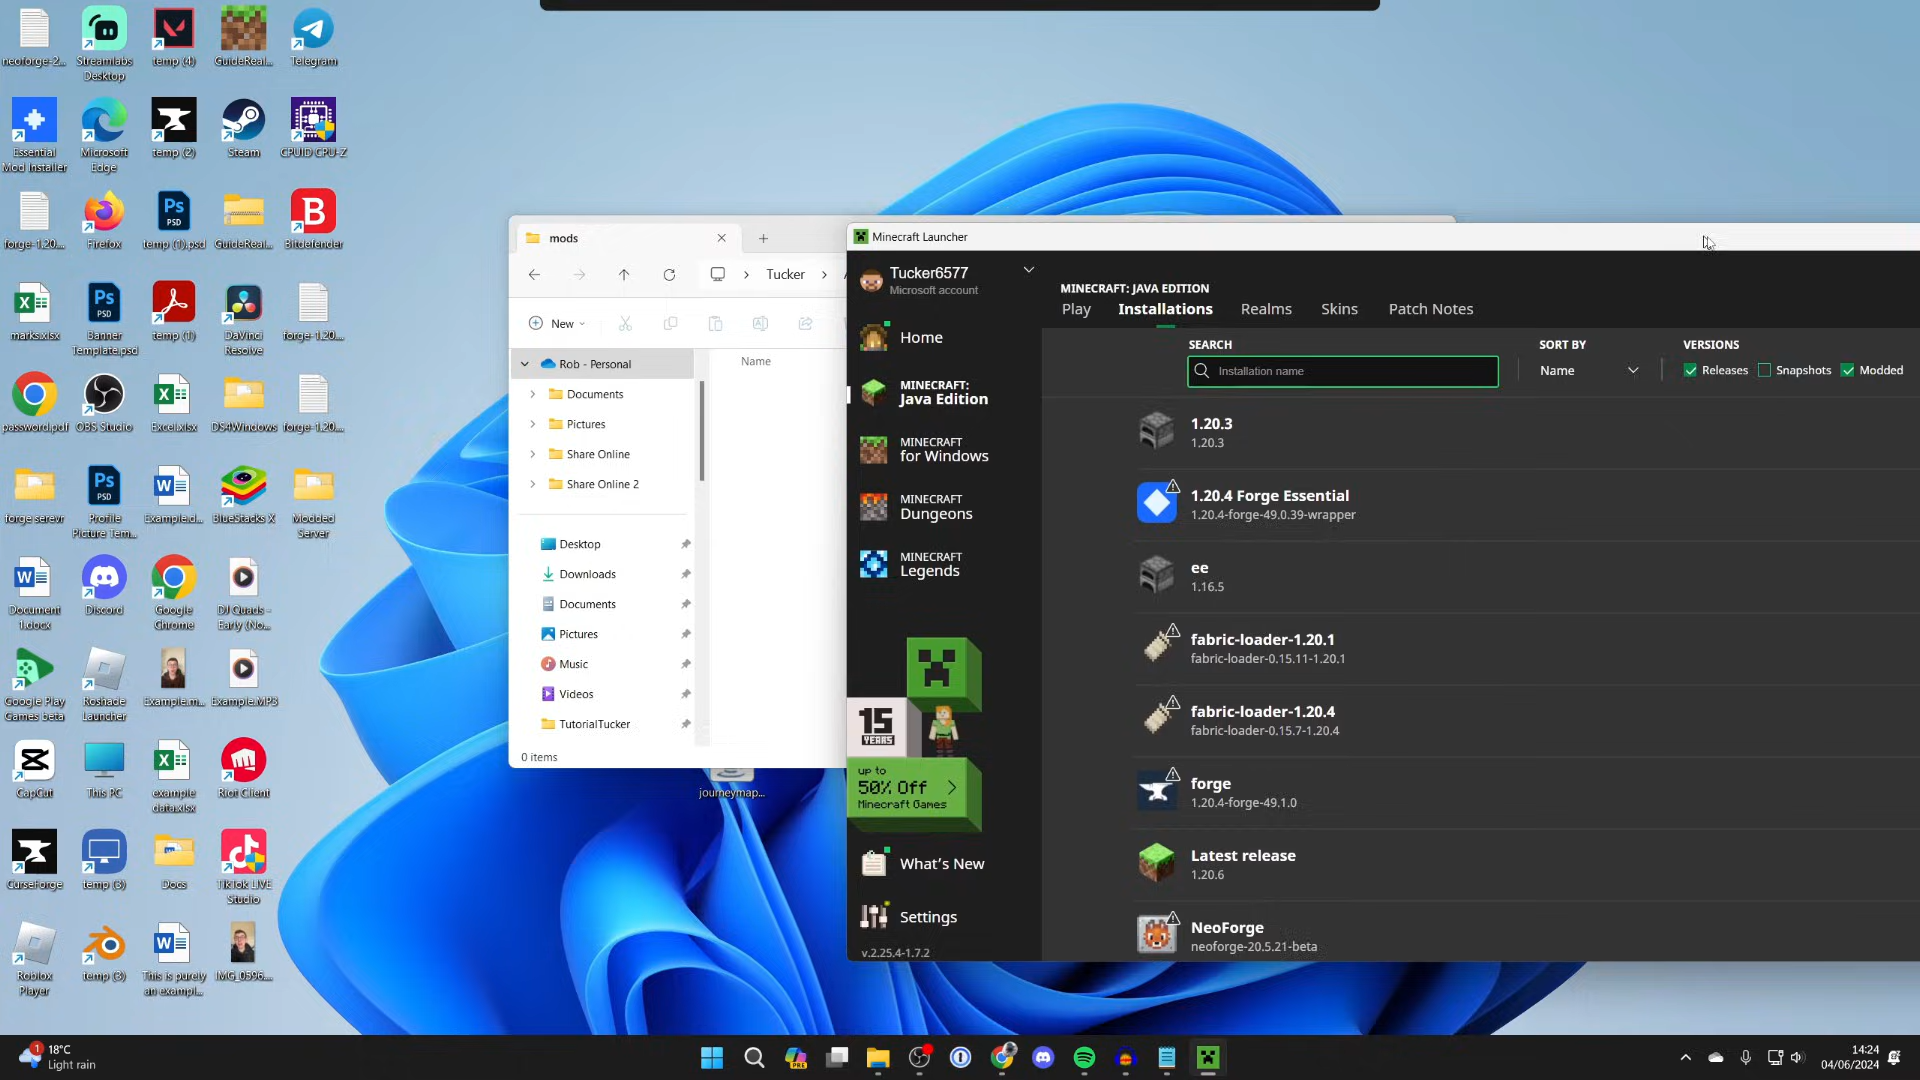 neoforge-2...
Streamlabs
Desktop
temp (4)
GuideReal...
Telegram
Essential
Mod Installer
Microsoft
Edge
temp (2)
Steam
CPUID CPU-Z
forge-1.20...
Firefox
temp (1).psd
GuideReal...
Bitdefender
marks.xlsx
Banner
Template.psd
temp (1)
DaVinci
Resolve
forge-1.20...
password.pdf
OBS Studio
Excel.xlsx
DS4Windows
forge-1.20...
forge serevr
Profile
Picture Tem...
Example.d...
BlueStacks X
Modded
Server
Document
1.docx
Discord
Google
Chrome
DJ Quads -
Early (No...
Google Play
Games beta
Roshade
Launcher
Example.m...
Example.MP3
CapCut
This PC
example
data.xlsx
Riot Client
CurseForge
temp (3)
Docs
TikTok LIVE
Studio
Roblox
Player
temp (3)
This is purely
an exampl...
IMG_0596....
mods
Tucker
New
Name
Rob - Personal
Documents
Pictures
Share Online
Share Online 2
Desktop
Downloads
Documents
Pictures
Music
Videos
TutorialTucker
0 items
journeymap...
Minecraft Launcher
Tucker6577
Microsoft account
Home
MINECRAFT:
Java Edition
MINECRAFT
for Windows
MINECRAFT
Dungeons
MINECRAFT
Legends
15
YEARS
up to
50% Off
Minecraft Games
What's New
Settings
v.2.25.4-1.7.2
MINECRAFT: JAVA EDITION
Play
Installations
Realms
Skins
Patch Notes
SEARCH
Installation name
SORT BY
Name
VERSIONS
Releases
Snapshots
Modded
1.20.3
1.20.3
1.20.4 Forge Essential
1.20.4-forge-49.0.39-wrapper
ee
1.16.5
fabric-loader-1.20.1
fabric-loader-0.15.11-1.20.1
fabric-loader-1.20.4
fabric-loader-0.15.7-1.20.4
forge
1.20.4-forge-49.1.0
Latest release
1.20.6
NeoForge
neoforge-20.5.21-beta
1
18°C
Light rain
PRE
14:24
04/06/2024